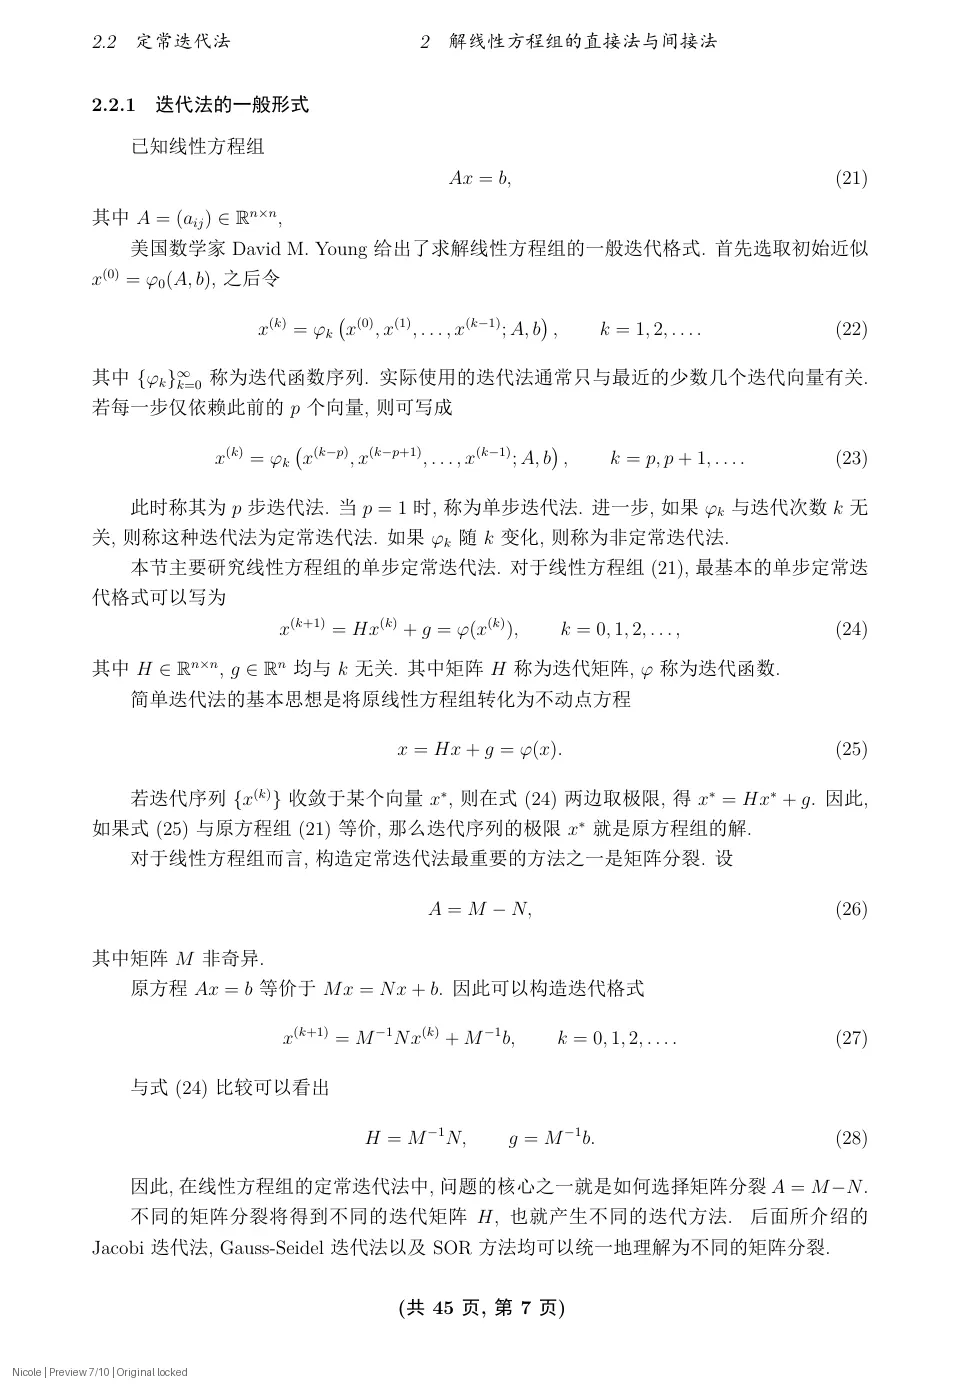 2.2 定常迭代法 2 解线性方程组的直接法与间接法
2.2.1 迭代法的一般形式
已知线性方程组
Ax = b, (21)
其中 A = (a_{ij}) ∈ ℝ^{n×n},
美国数学家 David M. Young 给出了求解线性方程组的一般迭代格式. 首先选取初始近似
x^{(0)} = φ_0(A, b), 之后令
x^{(k)} = φ_k (x^{(0)}, x^{(1)}, . . . , x^{(k−1)}; A, b) , k = 1, 2, . . . . (22)
其中 {φ_k}_{k=0}^{∞} 称为迭代函数序列. 实际使用的迭代法通常只与最近的少数几个迭代向量有关.
若每一步仅依赖此前的 p 个向量, 则可写成
x^{(k)} = φ_k (x^{(k−p)}, x^{(k−p+1)}, . . . , x^{(k−1)}; A, b) , k = p, p + 1, . . . . (23)
此时称其为 p 步迭代法. 当 p = 1 时, 称为单步迭代法. 进一步, 如果 φ_k 与迭代次数 k 无
关, 则称这种迭代法为定常迭代法. 如果 φ_k 随 k 变化, 则称为非定常迭代法.
本节主要研究线性方程组的单步定常迭代法. 对于线性方程组 (21), 最基本的单步定常迭
代格式可以写为
x^{(k+1)} = Hx^{(k)} + g = φ(x^{(k)}), k = 0, 1, 2, . . . , (24)
其中 H ∈ ℝ^{n×n}, g ∈ ℝ^n 均与 k 无关. 其中矩阵 H 称为迭代矩阵, φ 称为迭代函数.
简单迭代法的基本思想是将原线性方程组转化为不动点方程
x = Hx + g = φ(x). (25)
若迭代序列 {x^{(k)}} 收敛于某个向量 x^*, 则在式 (24) 两边取极限, 得 x^* = Hx^* + g. 因此,
如果式 (25) 与原方程组 (21) 等价, 那么迭代序列的极限 x^* 就是原方程组的解.
对于线性方程组而言, 构造定常迭代法最重要的方法之一是矩阵分裂. 设
A = M − N, (26)
其中矩阵 M 非奇异.
原方程 Ax = b 等价于 Mx = Nx + b. 因此可以构造迭代格式
x^{(k+1)} = M^{−1}Nx^{(k)} + M^{−1}b, k = 0, 1, 2, . . . . (27)
与式 (24) 比较可以看出
H = M^{−1}N, g = M^{−1}b. (28)
因此, 在线性方程组的定常迭代法中, 问题的核心之一就是如何选择矩阵分裂 A = M−N.
不同的矩阵分裂将得到不同的迭代矩阵 H, 也就产生不同的迭代方法. 后面所介绍的
Jacobi 迭代法, Gauss-Seidel 迭代法以及 SOR 方法均可以统一地理解为不同的矩阵分裂.
(共 45 页, 第 7 页)
Nicole | Preview 7/10 | Original locked